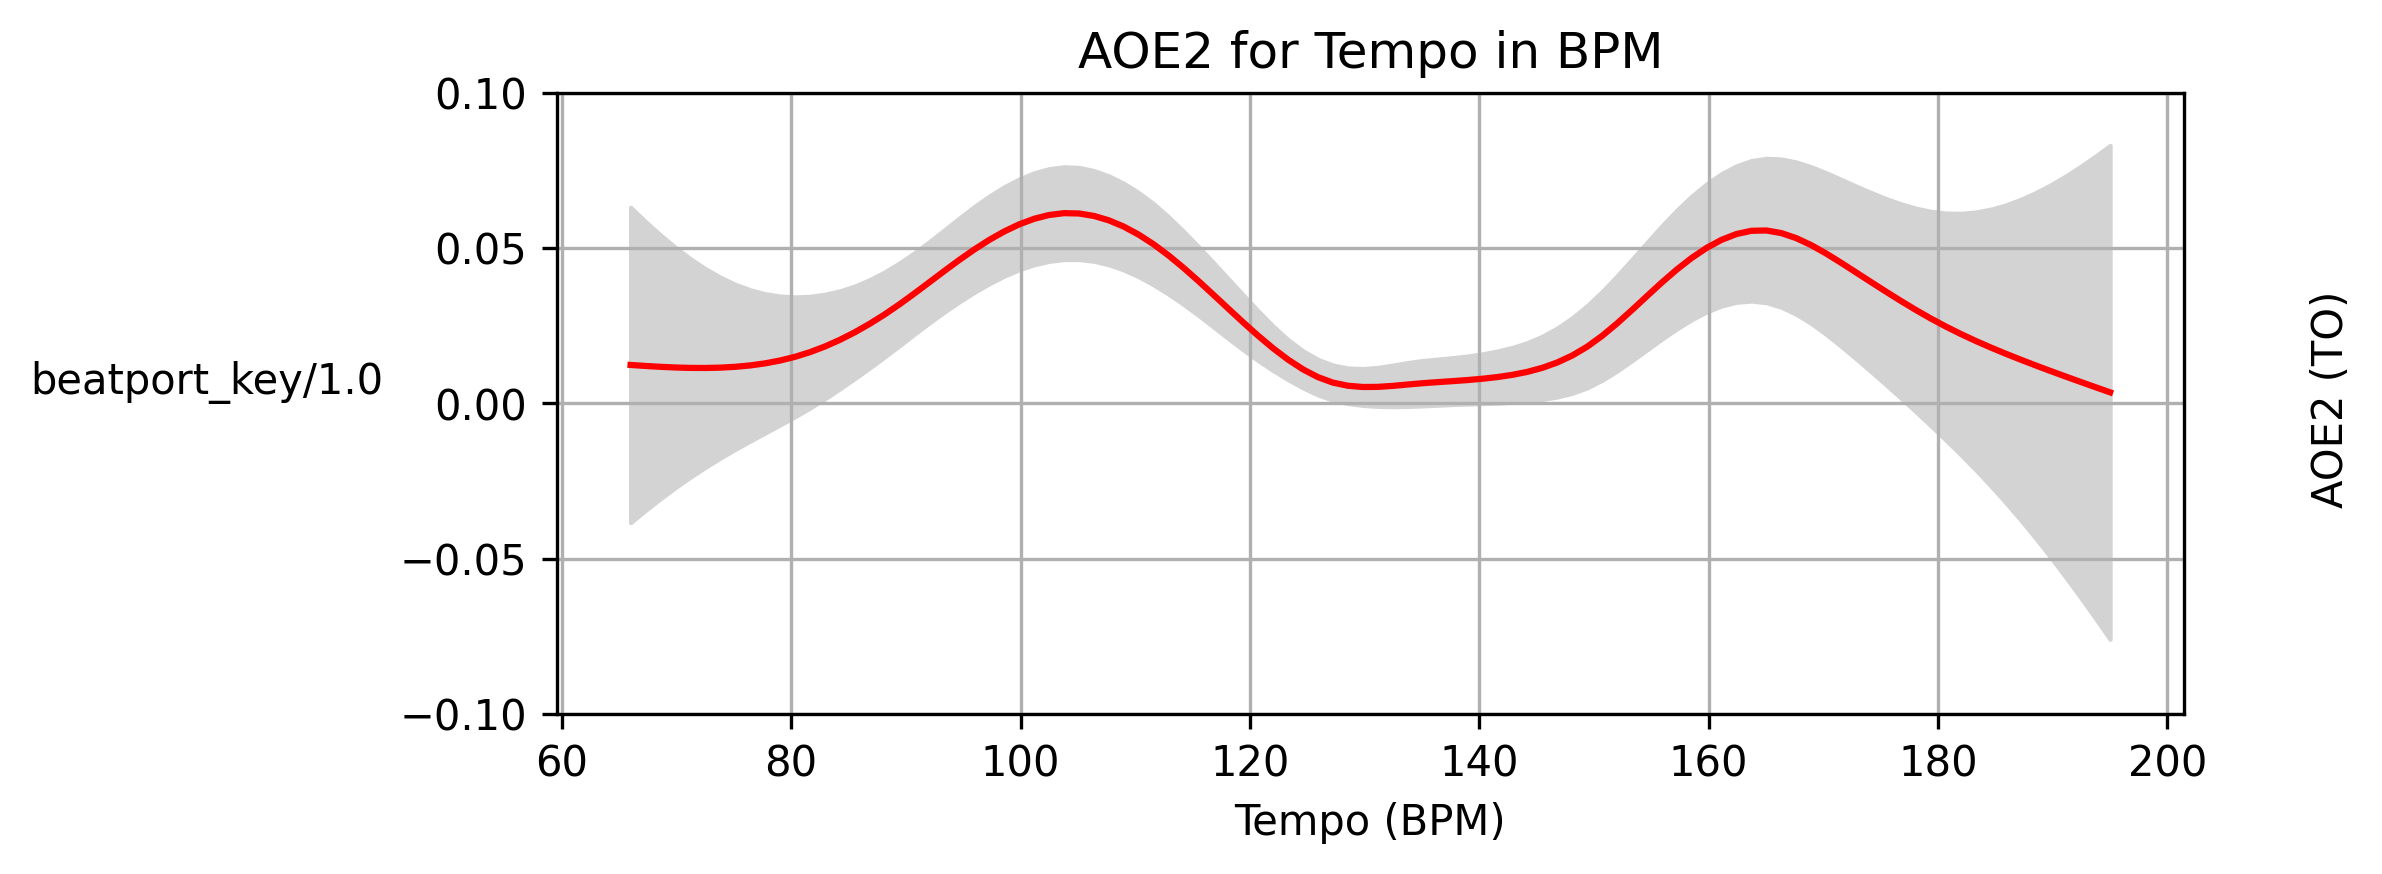 AOE2 for Tempo in BPM
beatport_key/1.0
0.10
0.05
0.00
−0.05
−0.10
60 80 100 120 140 160 180 200
Tempo (BPM)
AOE2 (TO)